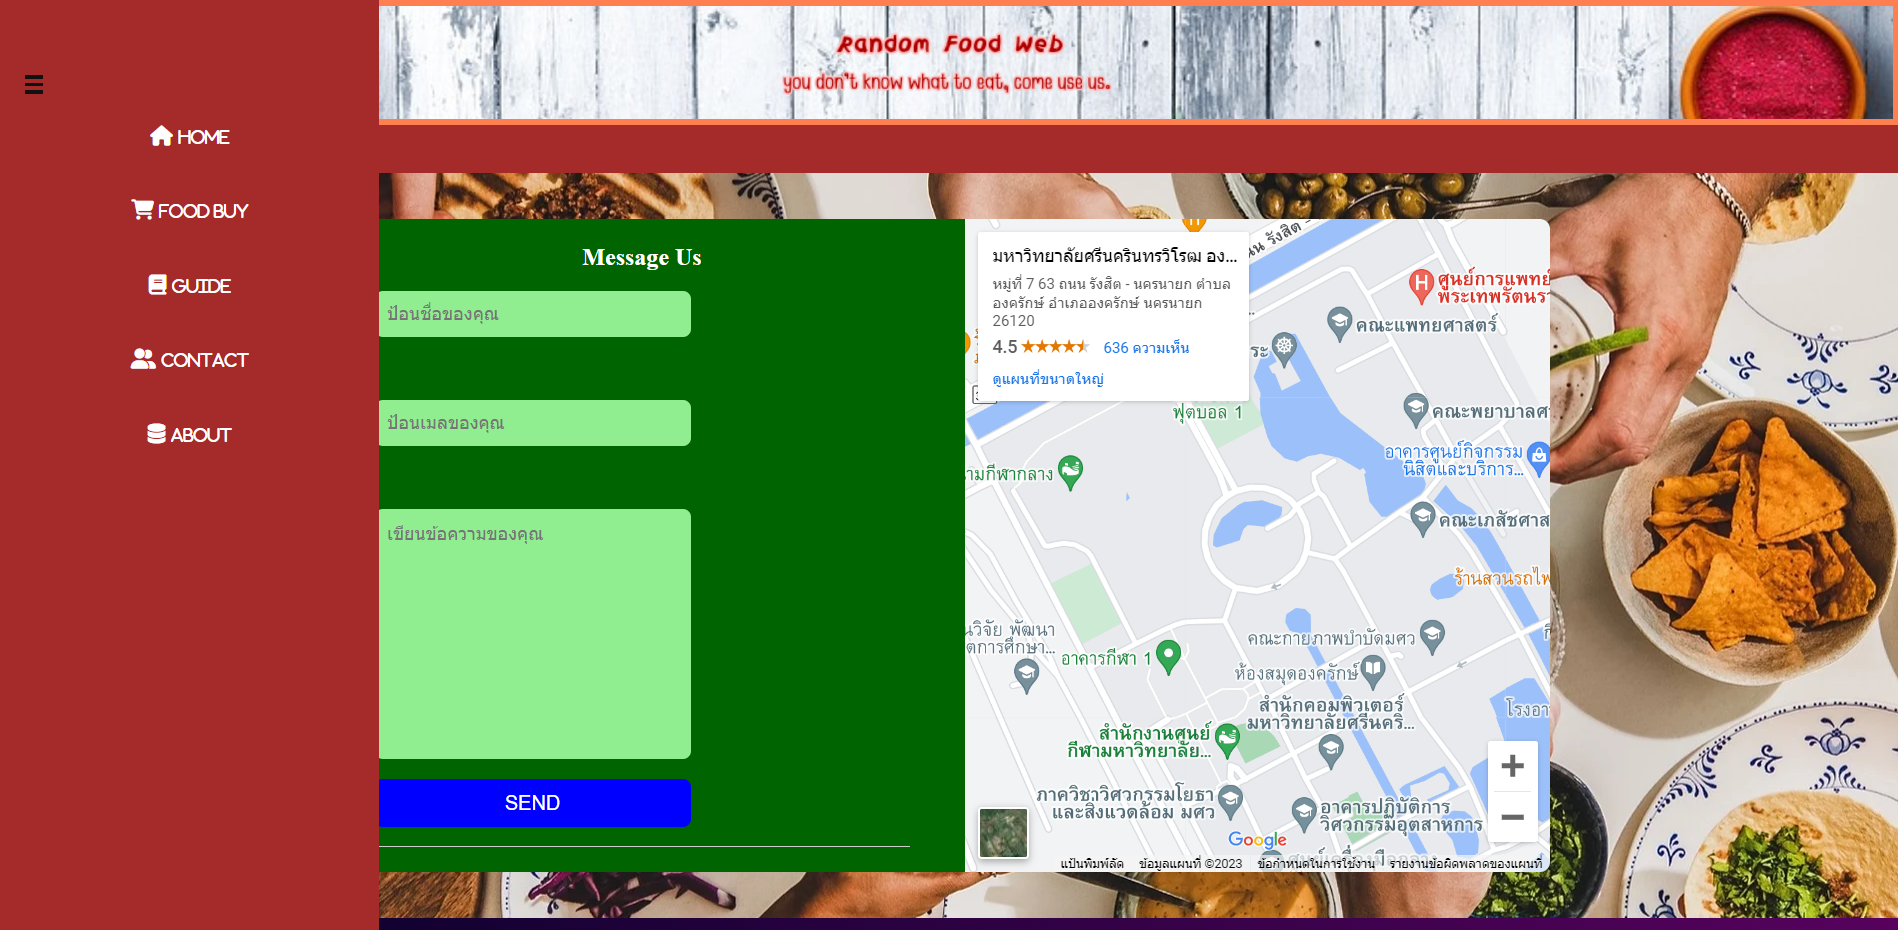 Random Food Web
you don't know what to eat, come use us.
HOME
FOOD BUY
GUIDE
CONTACT
ABOUT
Message Us
ป้อนชื่อของคุณ
ป้อนเมลของคุณ
เขียนข้อความของคุณ
SEND
มหาวิทยาลัยศรีนครินทรวิโรฒ อง...
หมู่ที่ 7 63 ถนน รังสิต - นครนายก ตำบล
องครักษ์ อำเภอองครักษ์ นครนายก
26120
4.5 636 ความเห็น
ดูแผนที่ขนาดใหญ่
นน รังสิต -
ศูนย์การแพทย์
พระเทพรัตนรา
คณะแพทยศาสตร์
คณะพยาบาลศา
ฟุตบอล 1
อาคารศูนย์กิจกรรม
นิสิตและบริการ...
ามกีฬากลาง
คณะเภสัชศาส
ร้านสวนรถไฟ
นวิจัย พัฒนา
ตการศึกษา...
อาคารกีฬา 1
คณะกายภาพบำบัดมศว
ห้องสมุดองครักษ์
สำนักคอมพิวเตอร์
มหาวิทยาลัยศรีนคริ...
โรงอา
สำนักงานศูนย์
กีฬามหาวิทยาลัย...
ภาควิชาวิศวกรรมโยธา
และสิ่งแวดล้อม มศว
อาคารปฏิบัติการ
วิศวกรรมอุตสาหการ
Google
แป้นพิมพ์ลัด ข้อมูลแผนที่ ©2023 ข้อกำหนดในการใช้งาน รายงานข้อผิดพลาดของแผนที่